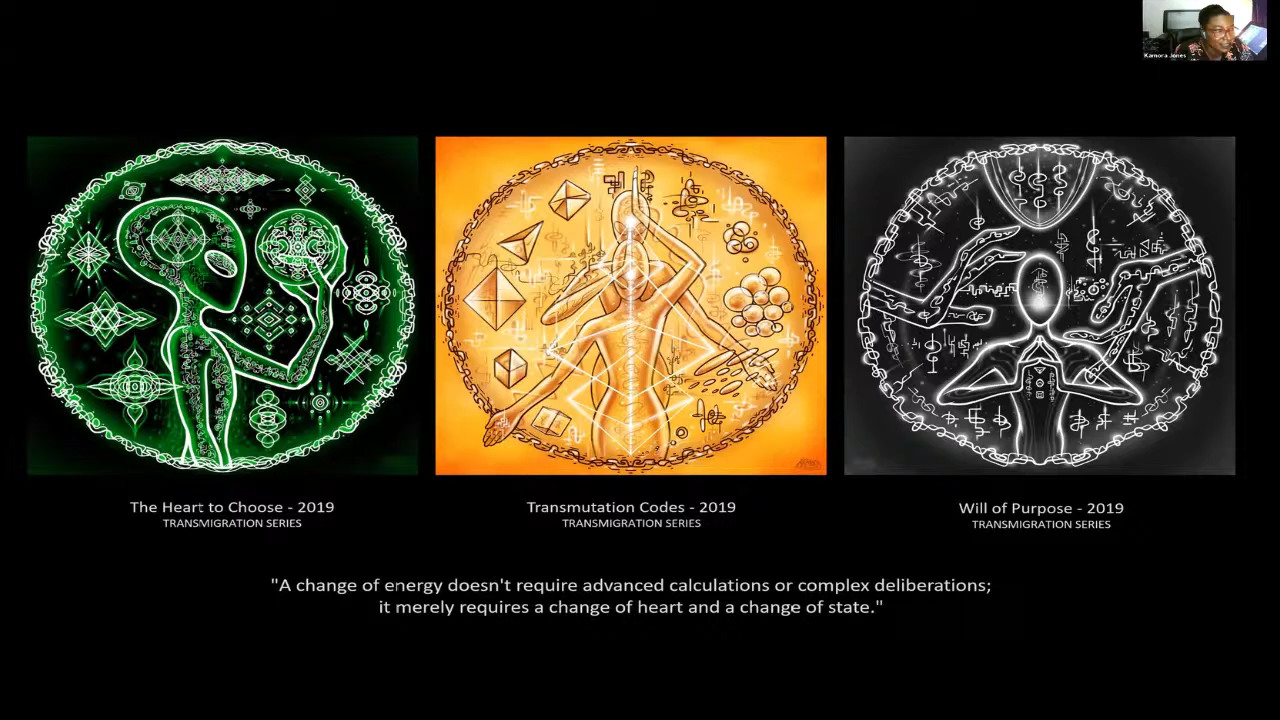 Kamora Jones
The Heart to Choose - 2019
TRANSMIGRATION SERIES
Transmutation Codes - 2019
TRANSMIGRATION SERIES
Will of Purpose - 2019
TRANSMIGRATION SERIES
"A change of energy doesn't require advanced calculations or complex deliberations;
it merely requires a change of heart and a change of state."